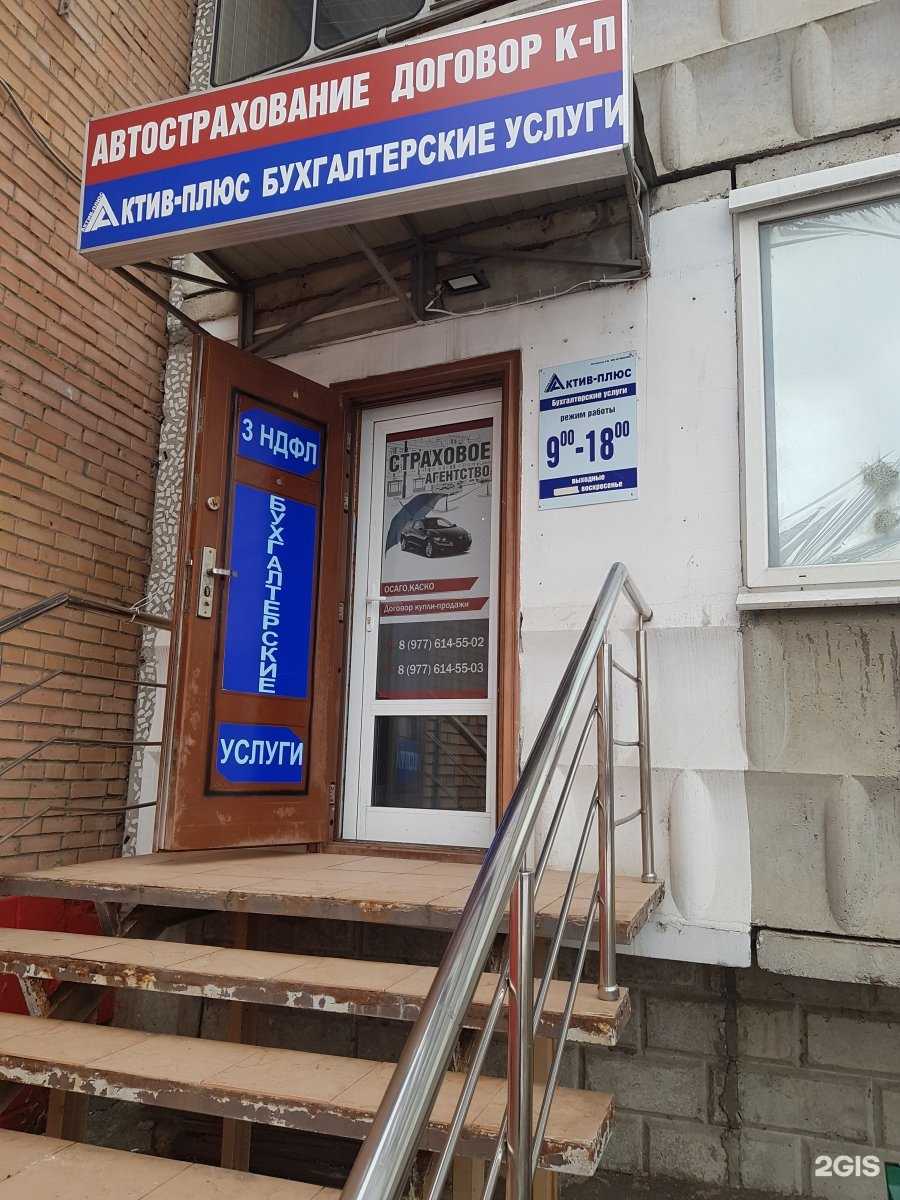 АВТОСТРАХОВАНИЕ ДОГОВОР К-П
АКТИВ-ПЛЮС БУХГАЛТЕРСКИЕ УСЛУГИ
АКТИВ-ПЛЮС
Бухгалтерские услуги
режим работы
9⁰⁰-18⁰⁰
выходные
воскресенье
3 НДФЛ
БУХГАЛТЕРСКИЕ
УСЛУГИ
СТРАХОВОЕ
АГЕНТСТВО
ОСАГО,КАСКО
Договор купли-продажи
8 (977) 614-55-02
8 (977) 614-55-03
2GIS